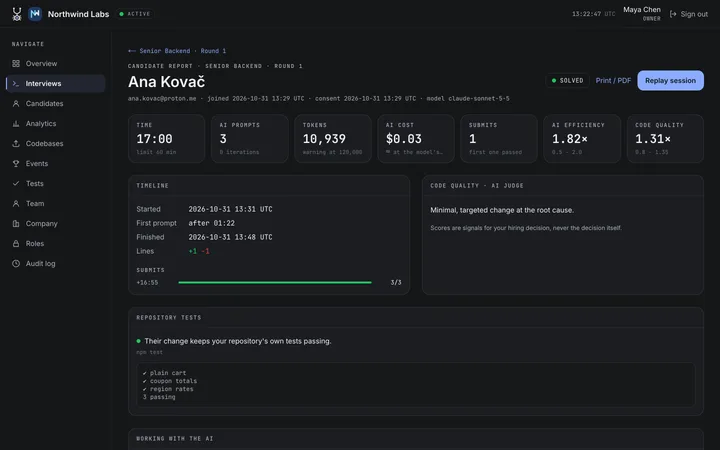 Northwind Labs
ACTIVE
13:22:47 UTC
Maya Chen
OWNER
Sign out
NAVIGATE
Overview
Interviews
Candidates
Analytics
Codebases
Events
Tests
Team
Company
Roles
Audit log
← Senior Backend · Round 1
CANDIDATE REPORT · SENIOR BACKEND · ROUND 1
Ana Kovač
SOLVED
Print / PDF
Replay session
ana.kovac@proton.me · joined 2026-10-31 13:29 UTC · consent 2026-10-31 13:29 UTC · model claude-sonnet-5-5
TIME
17:00
limit 60 min
AI PROMPTS
3
0 iterations
TOKENS
10,939
warning at 120,000
AI COST
$0.03
at the model's…
SUBMITS
1
first one passed
AI EFFICIENCY
1.82×
0.5 – 2.0
CODE QUALITY
1.31×
TIMELINE
Started 2026-10-31 13:31 UTC
First prompt after 01:22
Finished 2026-10-31 13:48 UTC
Lines +1 -1
SUBMITS
+16:55 3/3
CODE QUALITY · AI JUDGE
Minimal, targeted change at the root cause.
Scores are signals for your hiring decision, never the decision itself.
REPOSITORY TESTS
Their change keeps your repository's own tests passing.
npm test
✔ plain cart
✔ coupon totals
✔ region rates
3 passing
WORKING WITH THE AI